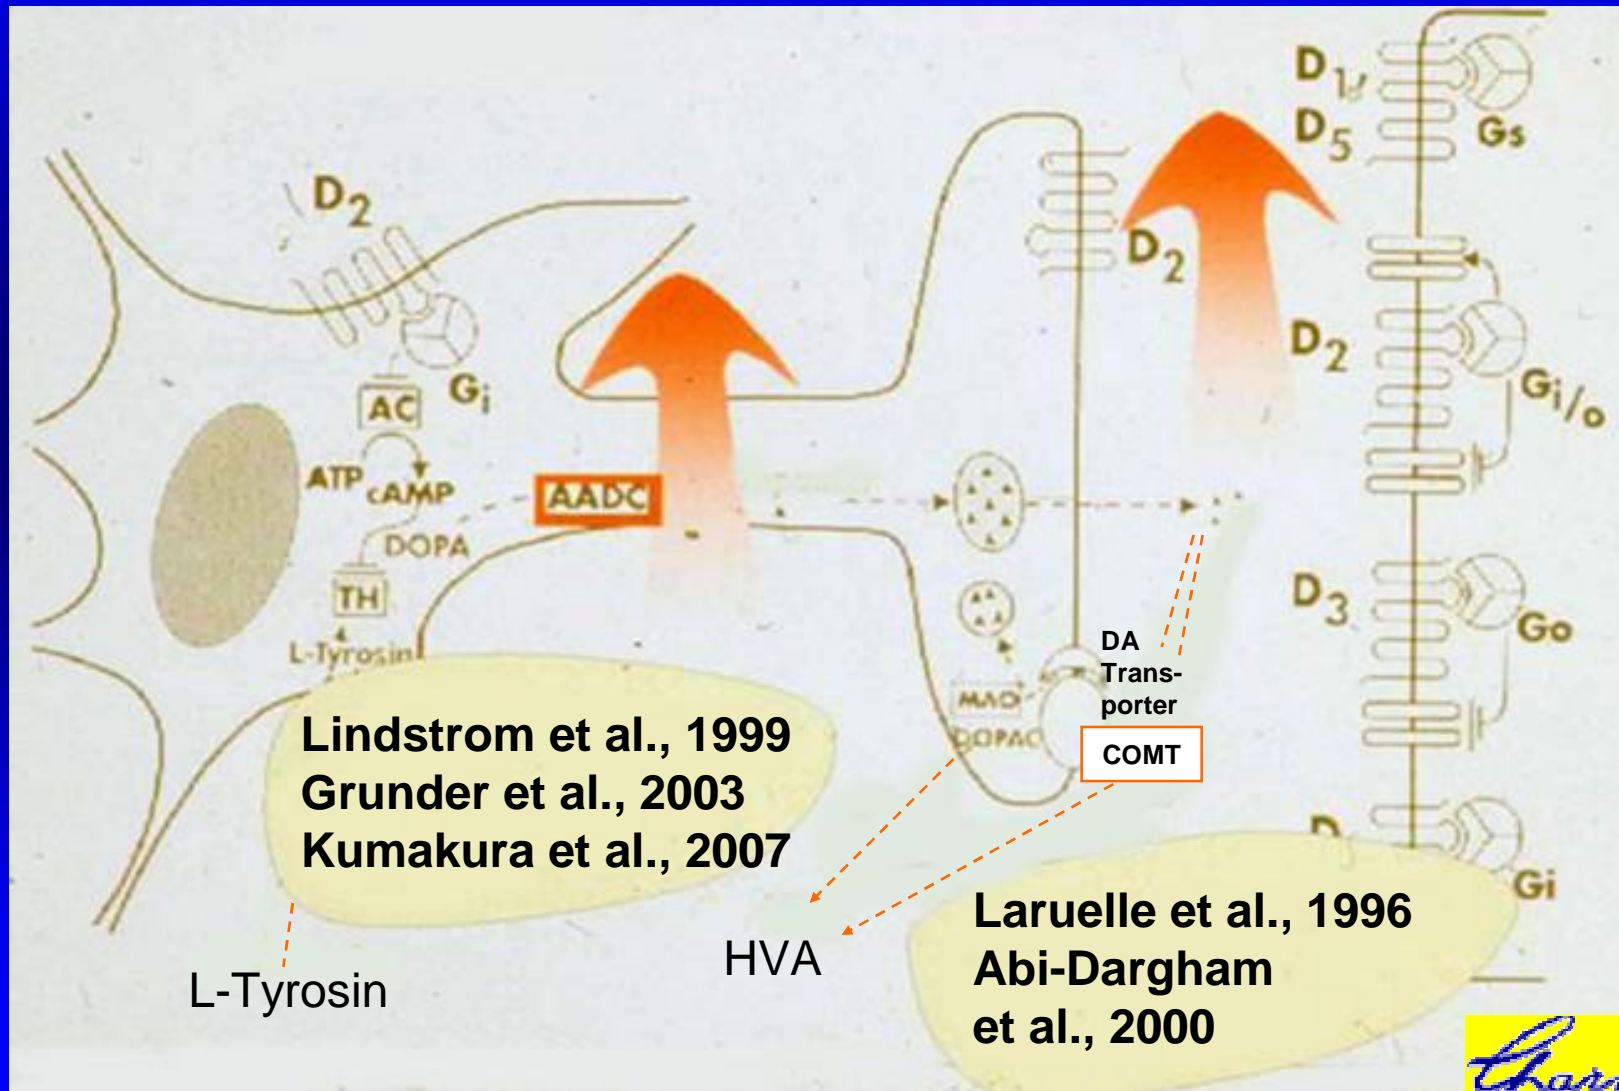 D2
Gi
AC
ATP
cAMP
DOPA
AADC
TH
L-Tyrosin
D2
D1
D5
Gs
D2
Gi/o
D3
Go
DA
Trans-
porter
MAO
DOPAC
COMT
Gi
Lindstrom et al., 1999
Grunder et al., 2003
Kumakura et al., 2007
L-Tyrosin
HVA
Laruelle et al., 1996
Abi-Dargham
et al., 2000